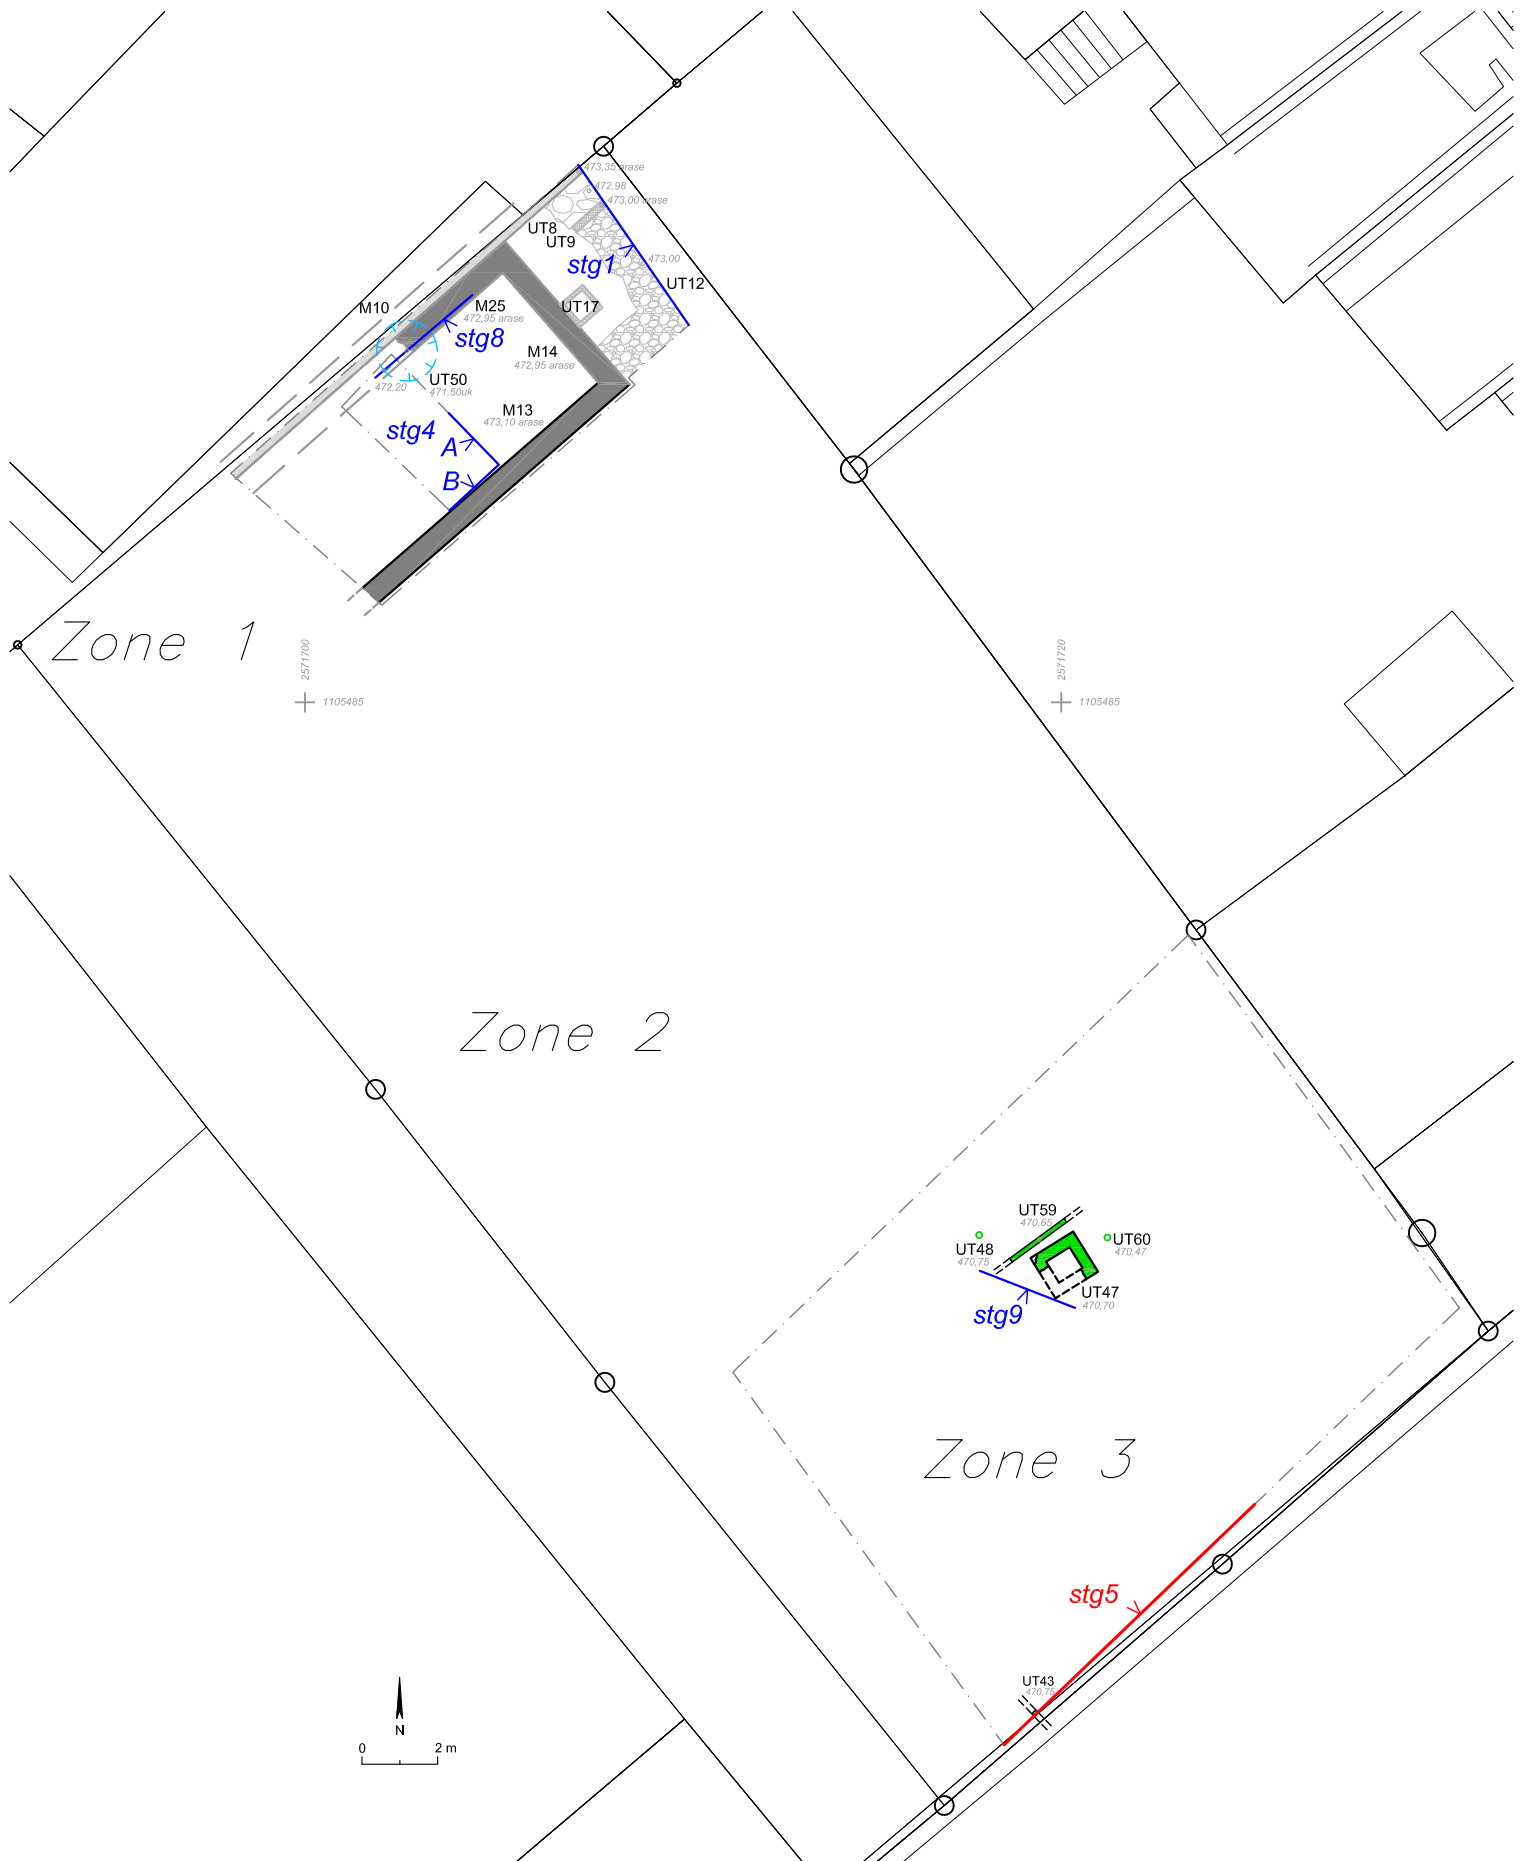 473,35 arase
472,98
473,00 arase
UT8
UT9
stg1
473,00
UT12
M10
M25
472,95 arase
UT17
stg8
M14
472,95 arase
UT50
472,20
471,50uk
M13
473,10 arase
stg4
A
B
Zone 1
2571700
1105485
2571720
1105485
Zone 2
UT59
470,65
UT48
470,75
UT60
470,47
UT47
470,70
stg9
Zone 3
stg5
UT43
470,75
N
0 2 m